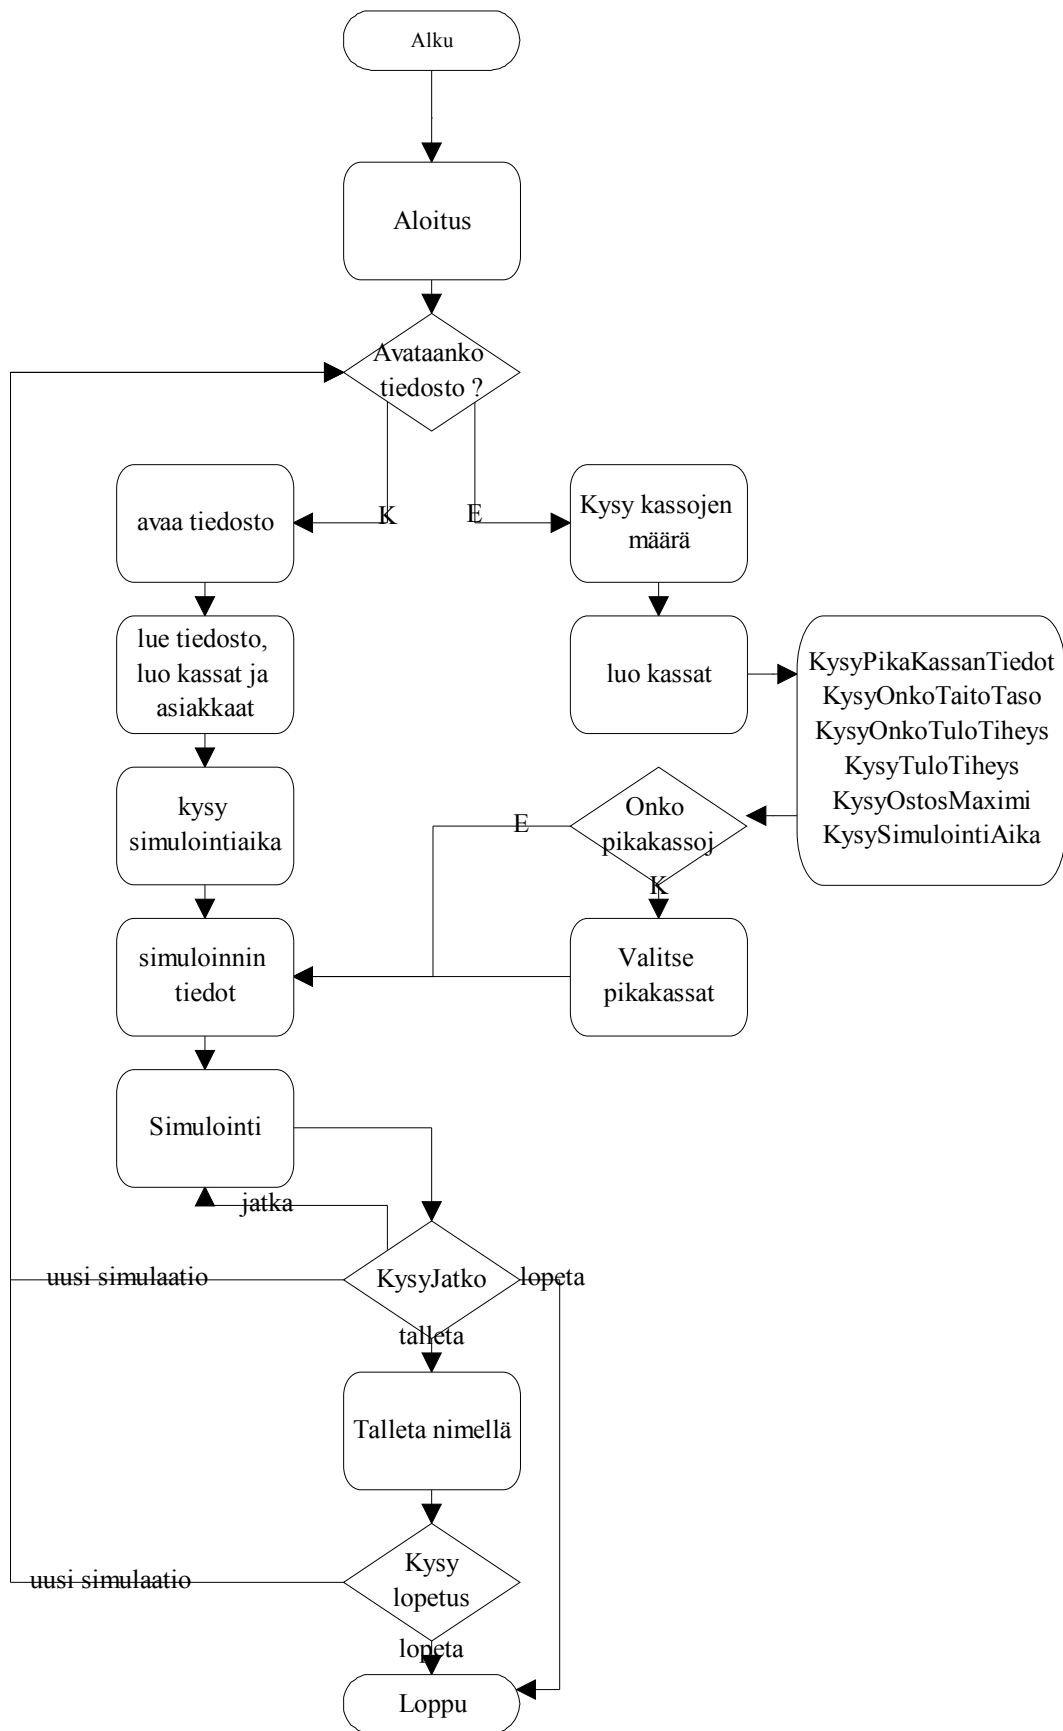 Alku
Aloitus
Avataanko
tiedosto ?
K
E
avaa tiedosto
Kysy kassojen
määrä
lue tiedosto,
luo kassat ja
asiakkaat
luo kassat
KysyPikaKassanTiedot
KysyOnkoTaitoTaso
KysyOnkoTuloTiheys
KysyTuloTiheys
KysyOstosMaximi
KysySimulointiAika
kysy
simulointiaika
E
Onko
pikakassoj
K
simuloinnin
tiedot
Valitse
pikakassat
Simulointi
jatka
uusi simulaatio
KysyJatko
lopeta
talleta
Talleta nimellä
uusi simulaatio
Kysy
lopetus
lopeta
Loppu